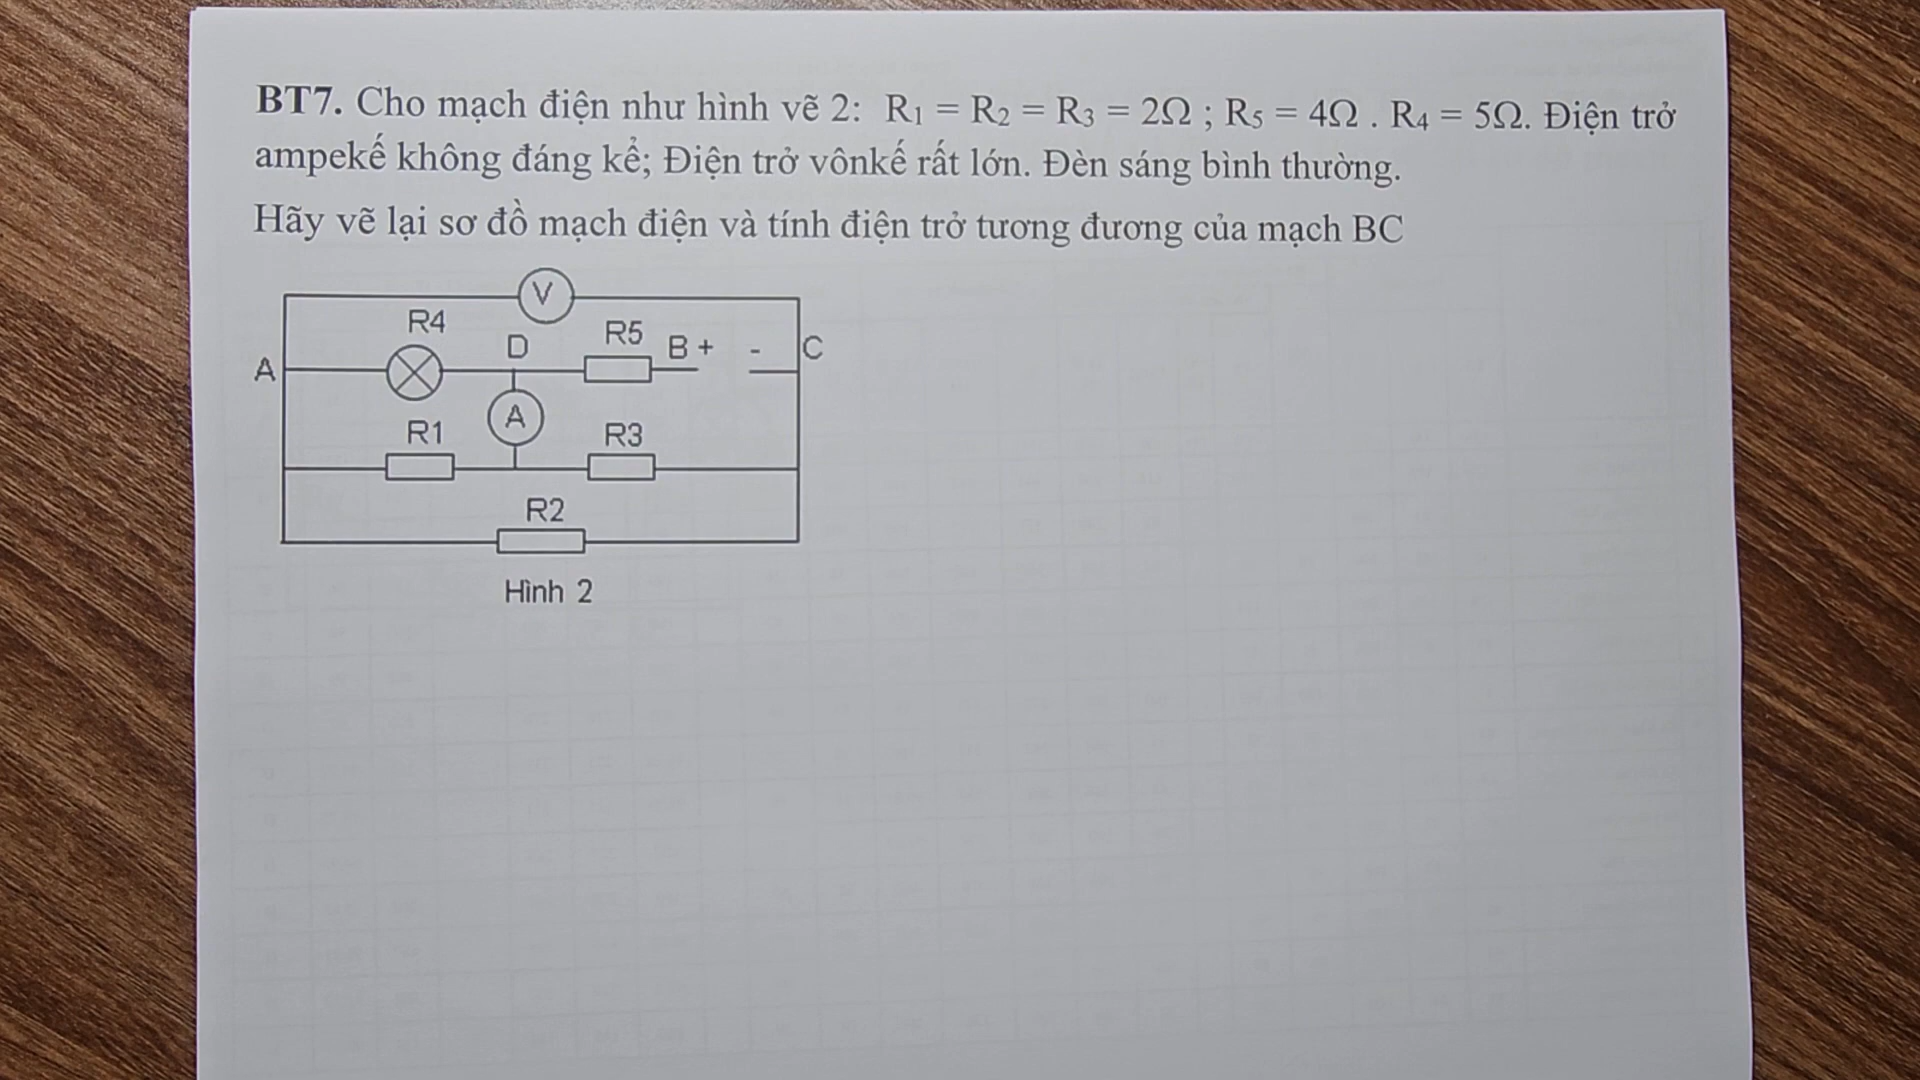 BT7. Cho mạch điện như hình vẽ 2: R1 = R2 = R3 = 2Ω ; R5 = 4Ω . R4 = 5Ω. Điện trở
ampekế không đáng kể; Điện trở vônkế rất lớn. Đèn sáng bình thường.
Hãy vẽ lại sơ đồ mạch điện và tính điện trở tương đương của mạch BC
V
R4
D
R5
B + - C
A
A
R1
R3
R2
Hình 2